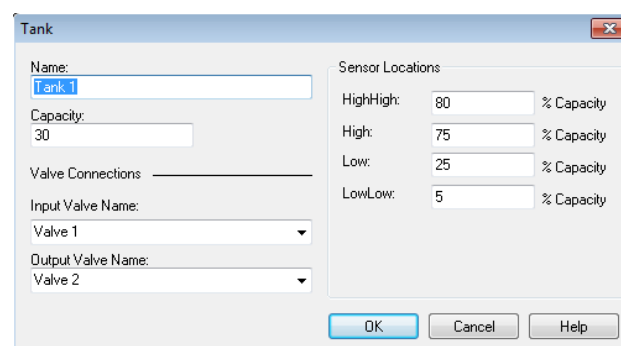 Tank
Name:
Tank 1
Capacity:
30
Valve Connections
Input Valve Name:
Valve 1
Output Valve Name:
Valve 2
Sensor Locations
HighHigh: 80 % Capacity
High: 75 % Capacity
Low: 25 % Capacity
LowLow: 5 % Capacity
OK Cancel Help